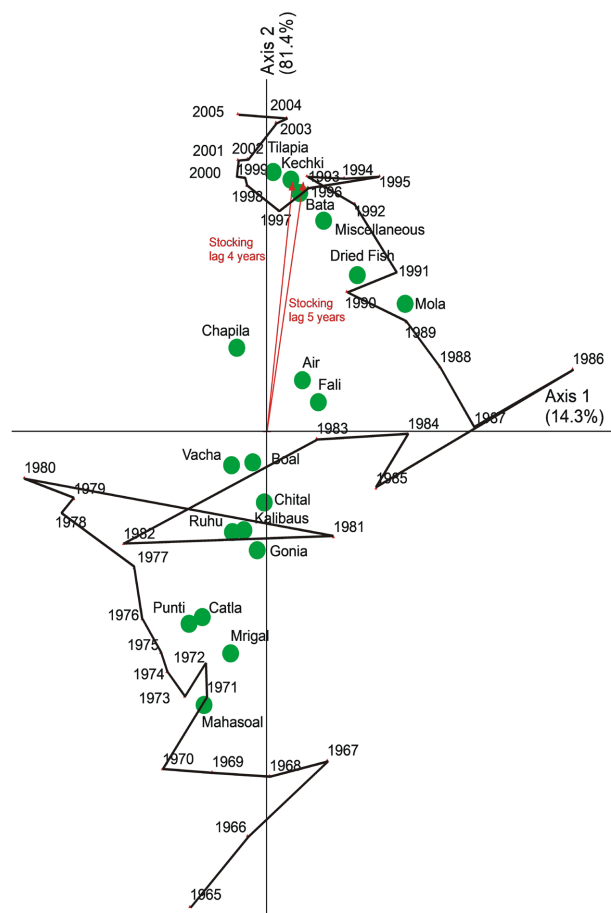 Axis 2
(81.4%)
2005
2004
2003
2001
2002
Tilapia
1999
Kechki
2000
1993
1994
1995
1998
1996
Bata
1997
1992
Miscellaneous
Stocking
lag 4 years
Dried Fish
1991
1990
Stocking
lag 5 years
Mola
Chapila
1989
Air
1988
1986
Fali
Axis 1
(14.3%)
1987
1983
1984
Vacha
Boal
1980
1985
1979
Chital
1978
Ruhu
Kalibaus
1981
1982
Gonia
1977
1976
Punti
Catla
1975
Mrigal
1972
1974
1973
1971
Mahasoal
1970
1969
1968
1967
1966
1965